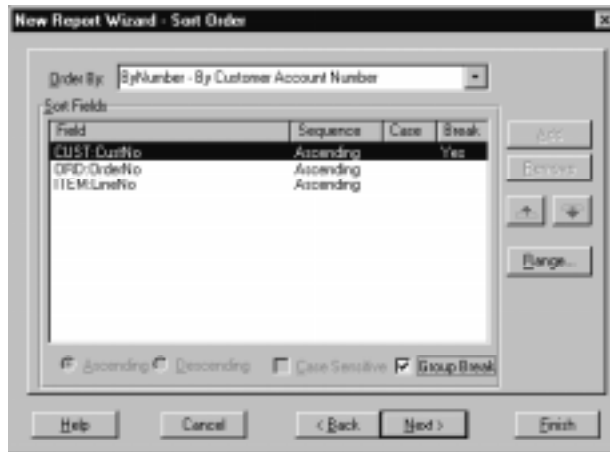 New Report Wizard - Sort Order
Order By: ByNumber - By Customer Account Number
Sort Fields
Field Sequence Case Break
CUST:CustNo Ascending Yes
ORD:OrderNo Ascending
ITEM:LineNo Ascending
Add
Remove
Range...
Ascending Descending Case Sensitive Group Break
Help Cancel < Back Next > Finish